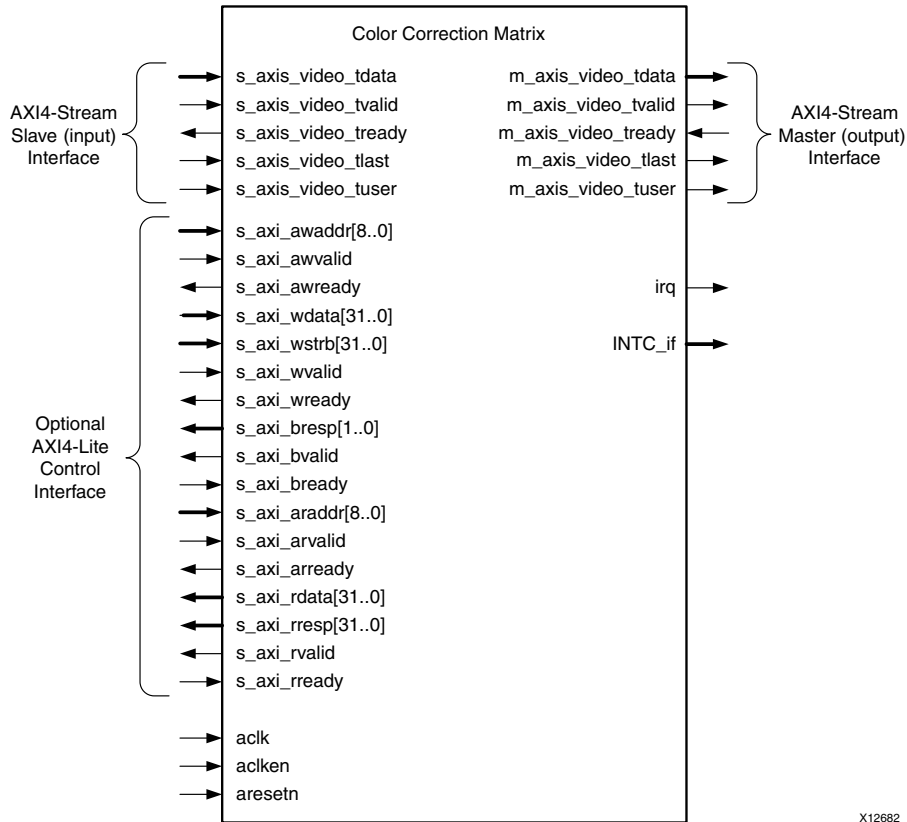 Color Correction Matrix
AXI4-Stream
Slave (input)
Interface
s_axis_video_tdata
s_axis_video_tvalid
s_axis_video_tready
s_axis_video_tlast
s_axis_video_tuser
m_axis_video_tdata
m_axis_video_tvalid
m_axis_video_tready
m_axis_video_tlast
m_axis_video_tuser
AXI4-Stream
Master (output)
Interface
Optional
AXI4-Lite
Control
Interface
s_axi_awaddr[8..0]
s_axi_awvalid
s_axi_awready
s_axi_wdata[31..0]
s_axi_wstrb[31..0]
s_axi_wvalid
s_axi_wready
s_axi_bresp[1..0]
s_axi_bvalid
s_axi_bready
s_axi_araddr[8..0]
s_axi_arvalid
s_axi_arready
s_axi_rdata[31..0]
s_axi_rresp[31..0]
s_axi_rvalid
s_axi_rready
irq
INTC_if
aclk
aclken
aresetn
X12682